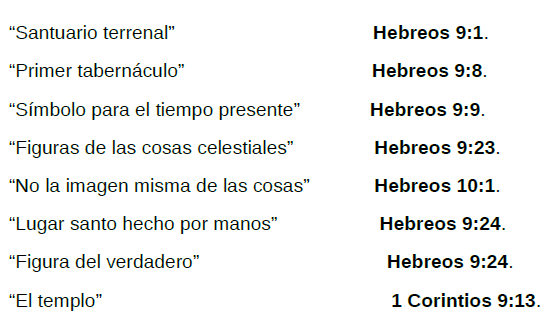 “Santuario terrenal” Hebreos 9:1.
“Primer tabernáculo” Hebreos 9:8.
“Símbolo para el tiempo presente” Hebreos 9:9.
“Figuras de las cosas celestiales” Hebreos 9:23.
“No la imagen misma de las cosas” Hebreos 10:1.
“Lugar santo hecho por manos” Hebreos 9:24.
“Figura del verdadero” Hebreos 9:24.
“El templo” 1 Corintios 9:13.